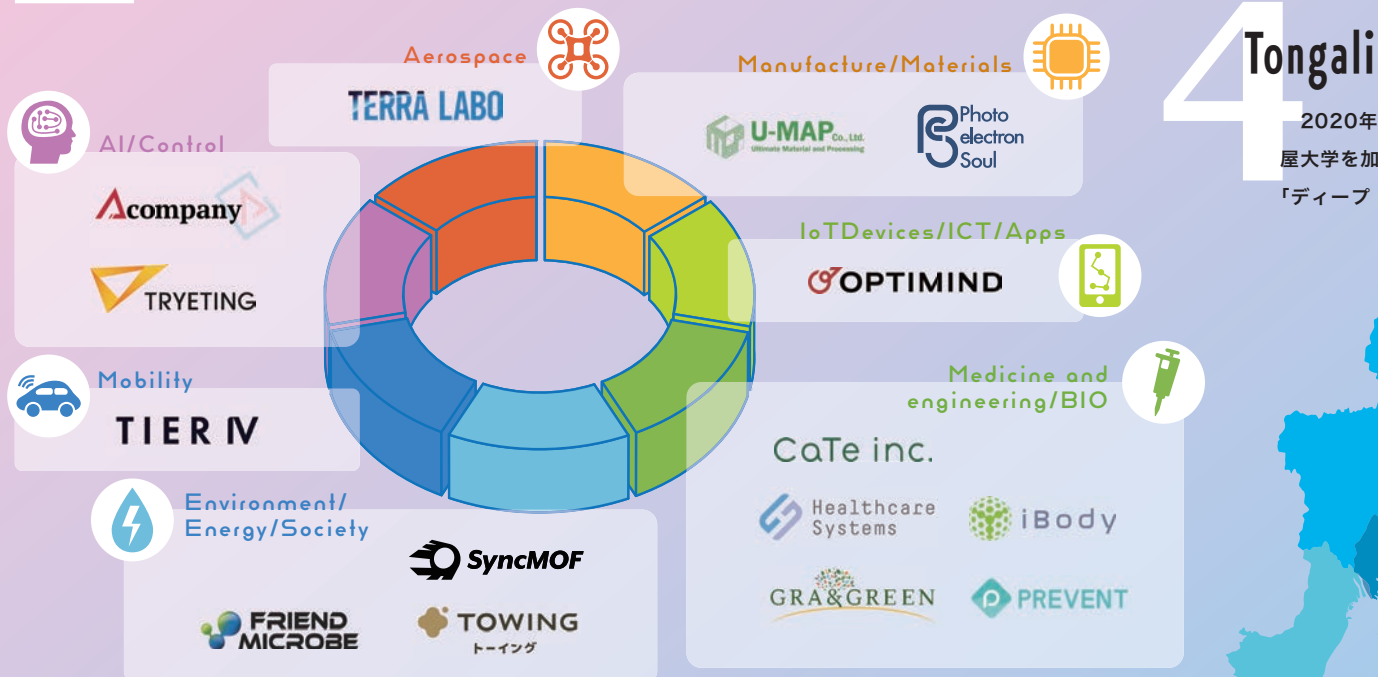 Aerospace
TERRA LABO
Manufacture/Materials
U-MAP Co., Ltd.
Ultimate Material and Processing
Photo
electron
Soul
AI/Control
Acompany
TRYETING
IoTDevices/ICT/Apps
OPTIMIND
Mobility
TIER IV
Medicine and
engineering/BIO
CaTe inc.
Healthcare
Systems
iBody
GRA&GREEN
PREVENT
Environment/
Energy/Society
SyncMOF
FRIEND
MICROBE
TOWING
トーイング
4
Tongali
2020年
屋大学を加
「ディープ